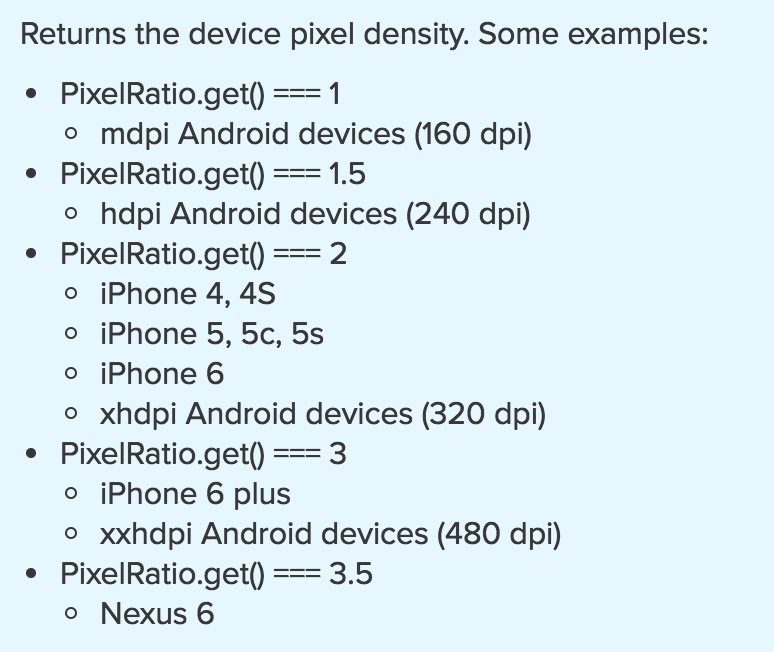 Returns the device pixel density. Some examples:
PixelRatio.get() === 1
mdpi Android devices (160 dpi)
PixelRatio.get() === 1.5
hdpi Android devices (240 dpi)
PixelRatio.get() === 2
iPhone 4, 4S
iPhone 5, 5c, 5s
iPhone 6
xhdpi Android devices (320 dpi)
PixelRatio.get() === 3
iPhone 6 plus
xxhdpi Android devices (480 dpi)
PixelRatio.get() === 3.5
Nexus 6